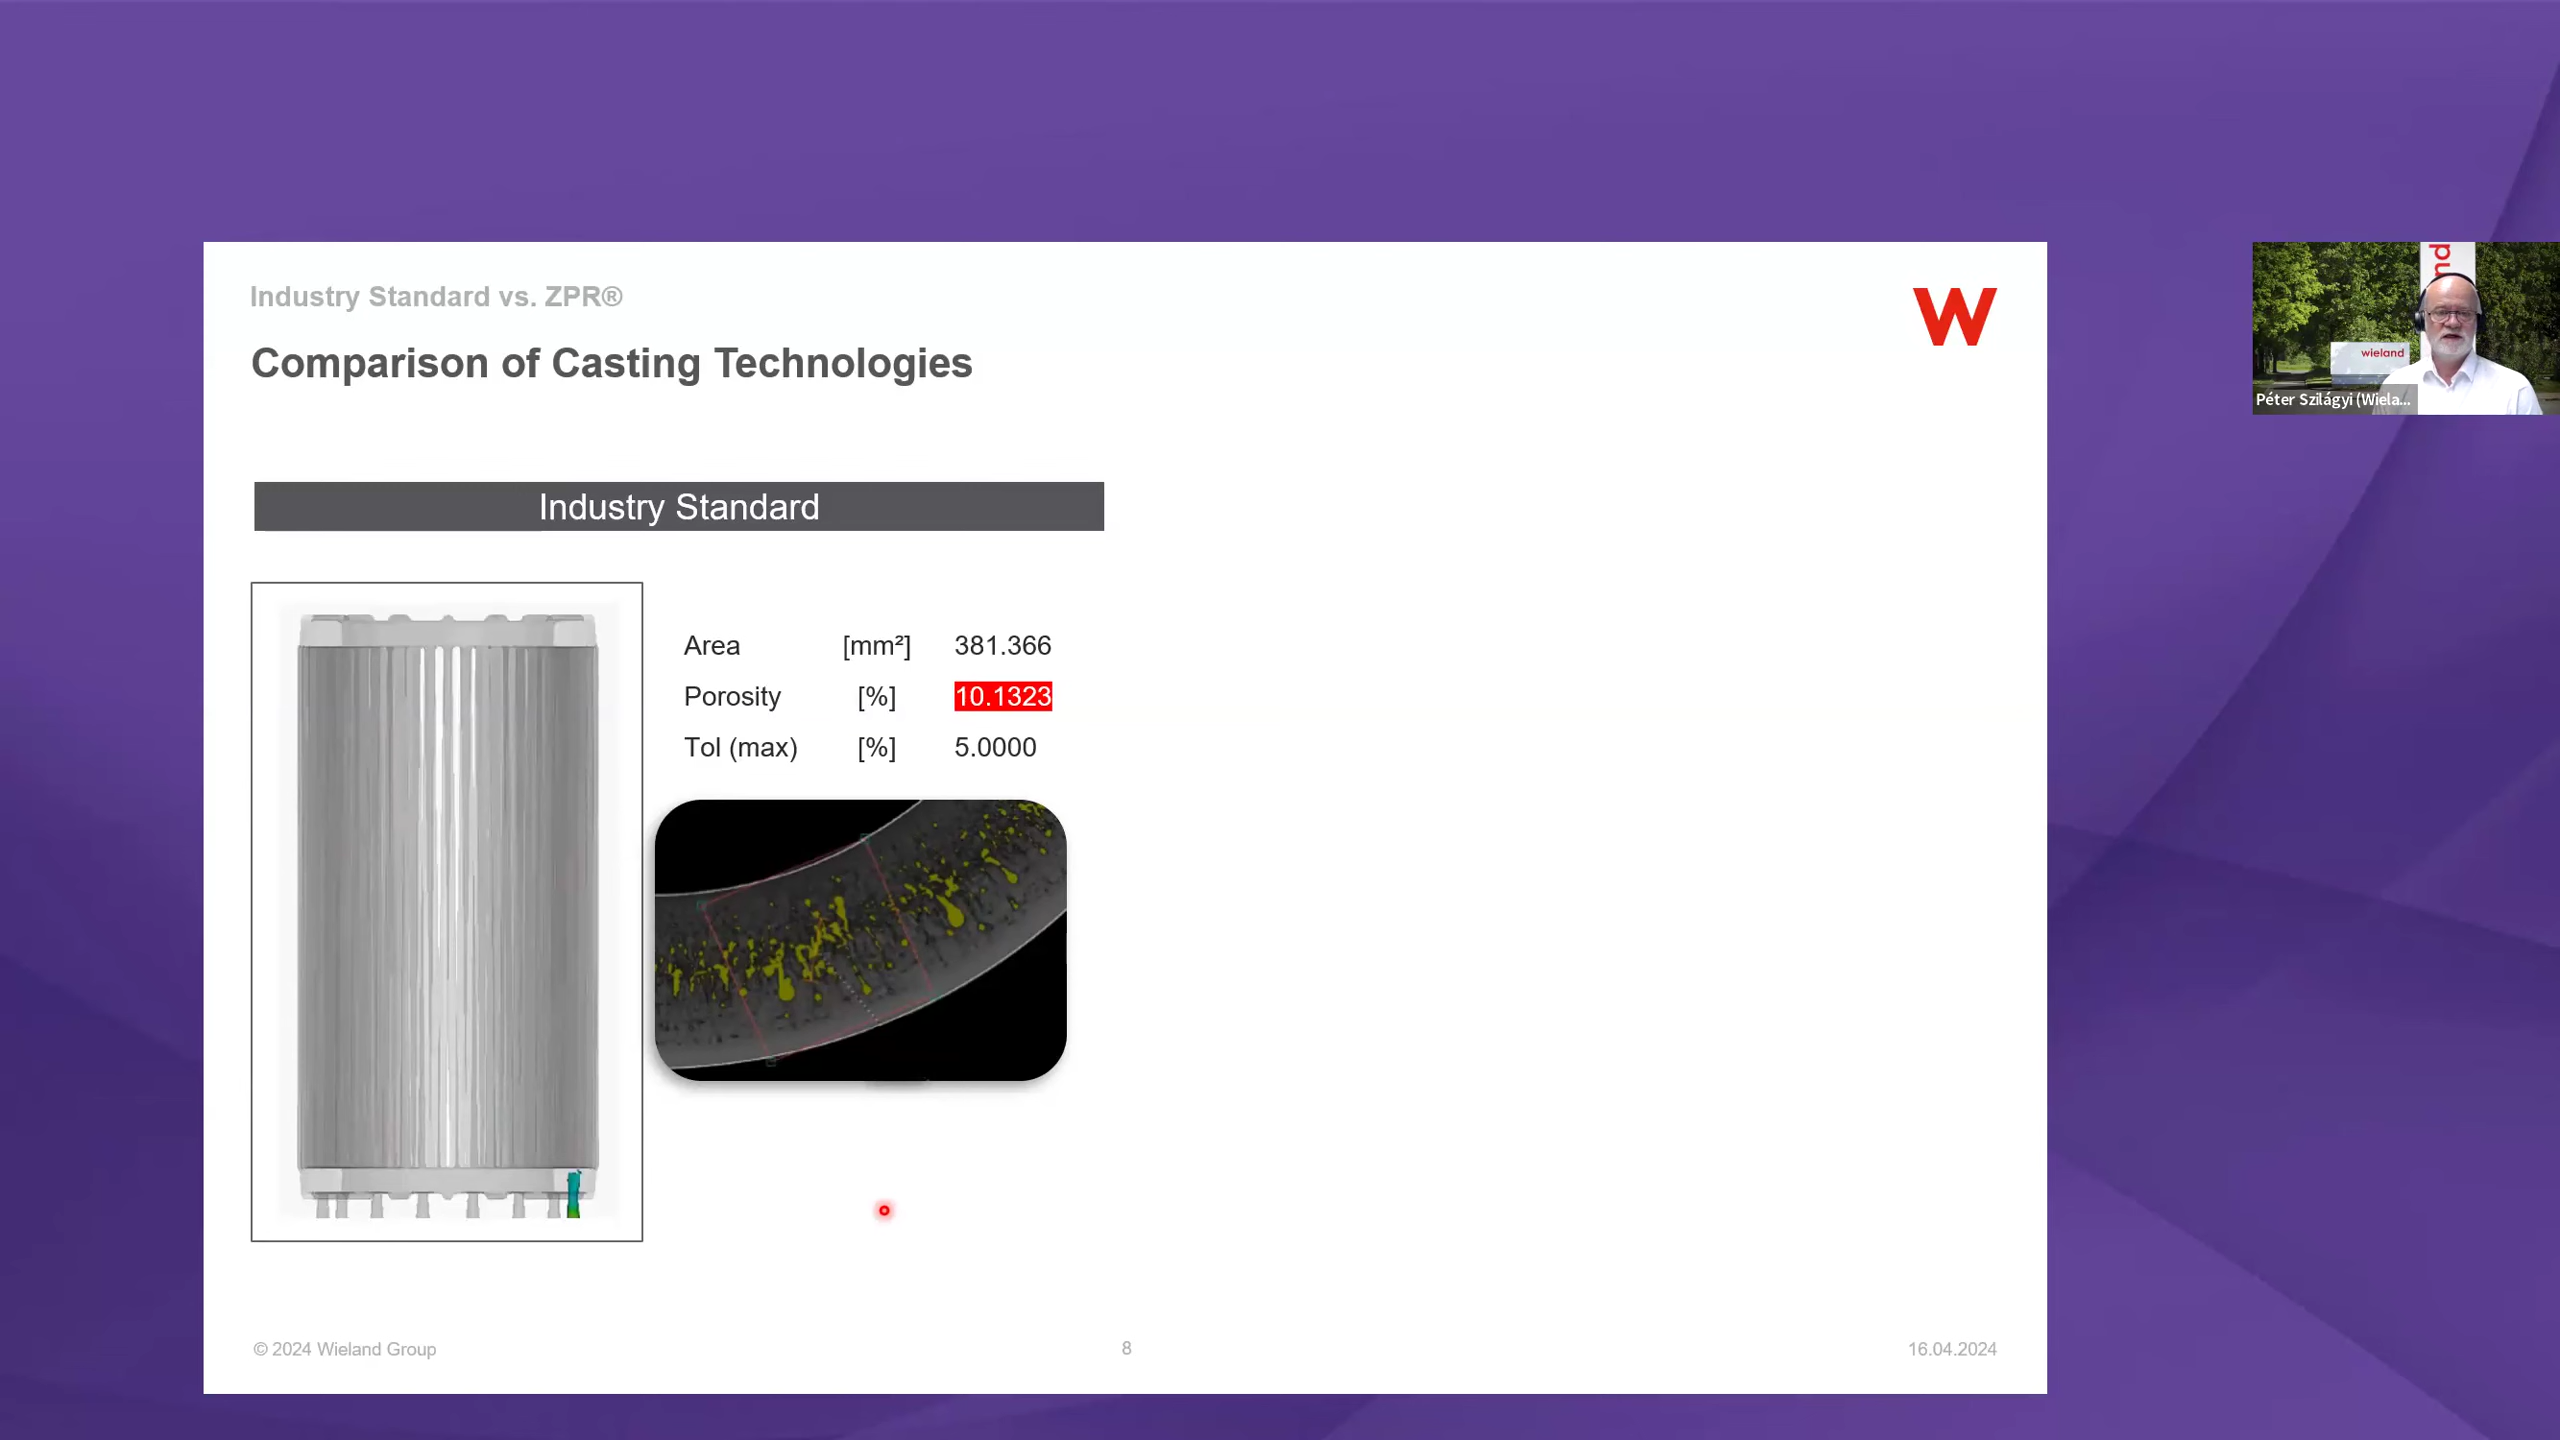 Industry Standard vs. ZPR®
W
Comparison of Casting Technologies
nd
wieland
Péter Szilágyi (Wiela...
Industry Standard
Area [mm²] 381.366
Porosity [%] 10.1323
Tol (max) [%] 5.0000
© 2024 Wieland Group
8
16.04.2024